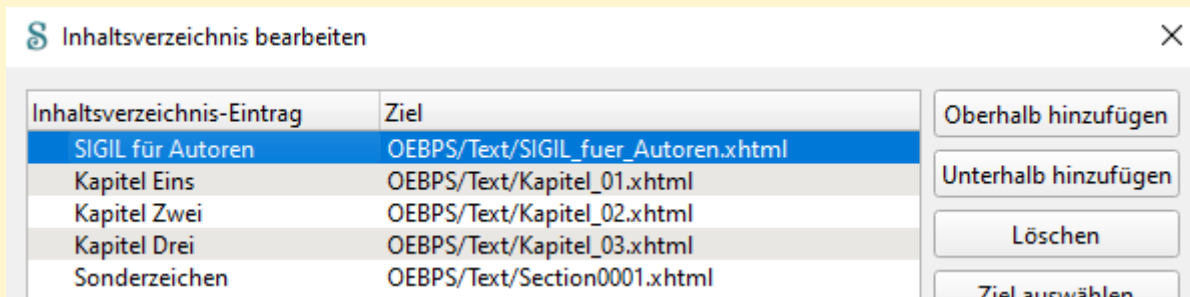 Inhaltsverzeichnis bearbeiten
Inhaltsverzeichnis-Eintrag Ziel
SIGIL für Autoren OEBPS/Text/SIGIL_fuer_Autoren.xhtml
Kapitel Eins OEBPS/Text/Kapitel_01.xhtml
Kapitel Zwei OEBPS/Text/Kapitel_02.xhtml
Kapitel Drei OEBPS/Text/Kapitel_03.xhtml
Sonderzeichen OEBPS/Text/Section0001.xhtml
Oberhalb hinzufügen
Unterhalb hinzufügen
Löschen
Ziel auswählen